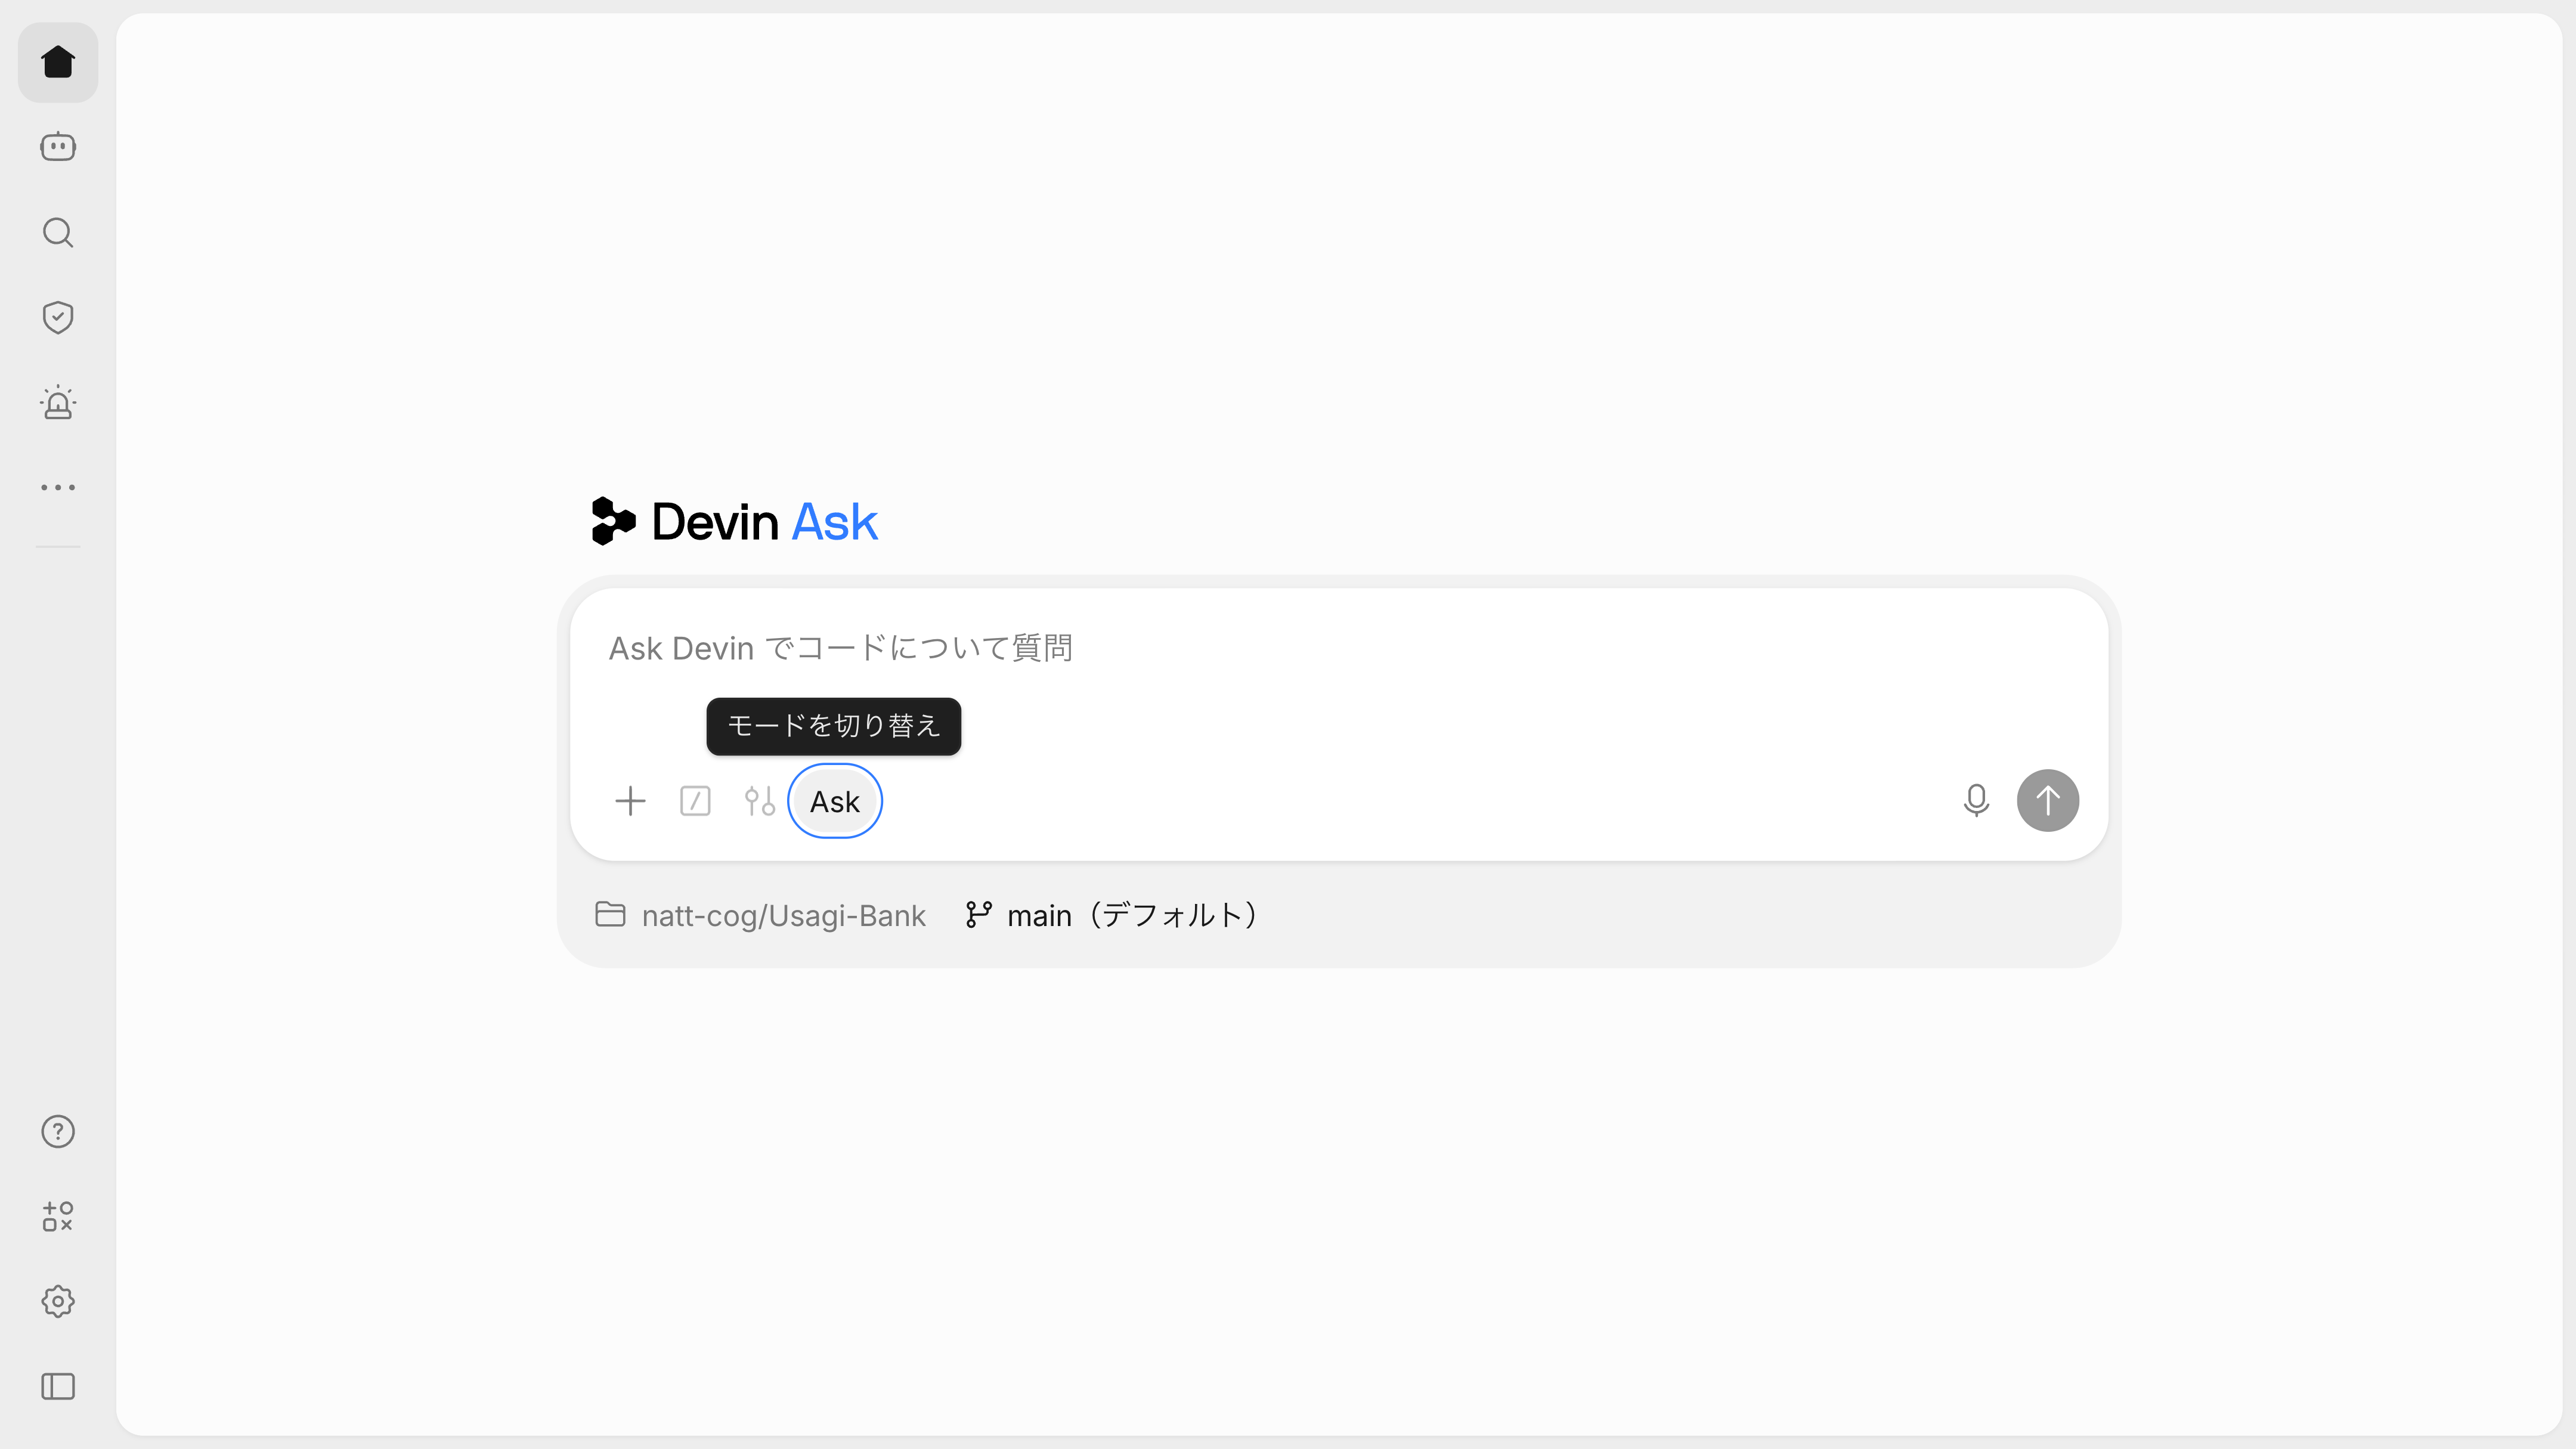 Devin Ask
Ask Devin でコードについて質問
モードを切り替え
Ask
natt-cog/Usagi-Bank main（デフォルト）